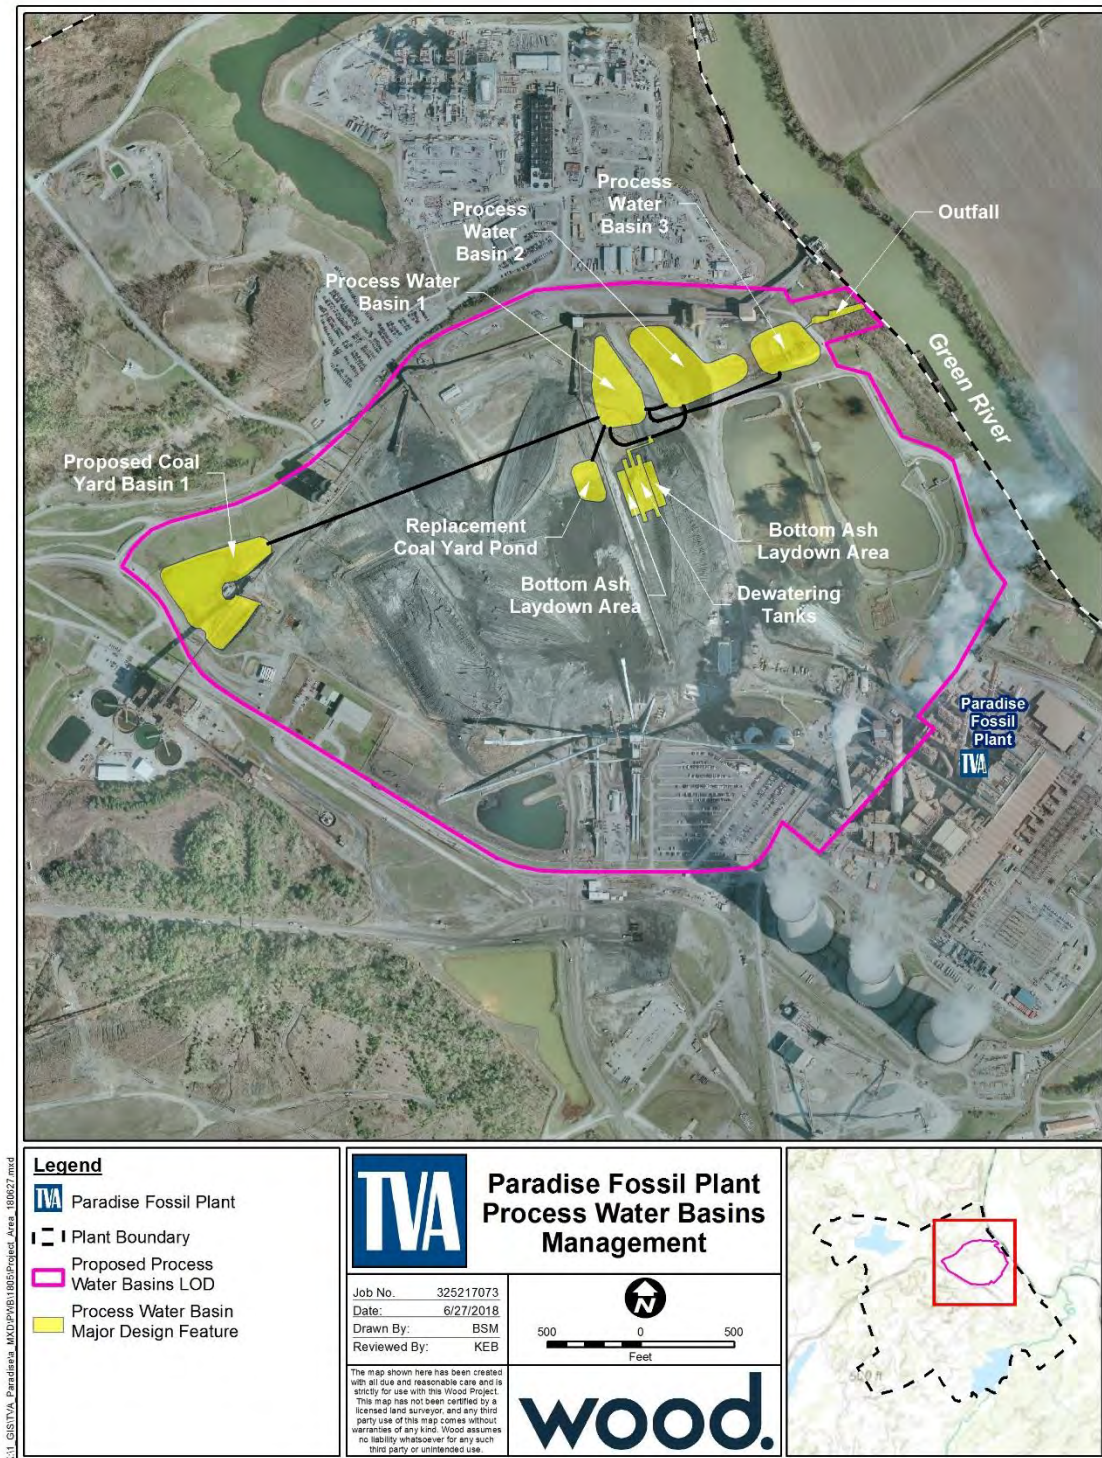 Process
Water
Basin 3
Process
Water
Basin 2
Outfall
Process Water
Basin 1
Green River
Proposed Coal
Yard Basin 1
Replacement
Coal Yard Pond
Bottom Ash
Laydown Area
Bottom Ash
Laydown Area
Dewatering
Tanks
Paradise
Fossil
Plant
TVA
Legend
TVA Paradise Fossil Plant
Plant Boundary
Proposed Process
Water Basins LOD
Process Water Basin
Major Design Feature
TVA
Paradise Fossil Plant
Process Water Basins
Management
Job No. 325217073
Date: 6/27/2018
Drawn By: BSM
Reviewed By: KEB
N
500 0 500
Feet
The map shown here has been created
with all due and reasonable care and is
strictly for use with this Wood Project.
This map has not been certified by a
licensed land surveyor, and any third
party use of this map comes without
warranties of any kind. Wood assumes
no liability whatsoever for any such
third party or unintended use.
wood.